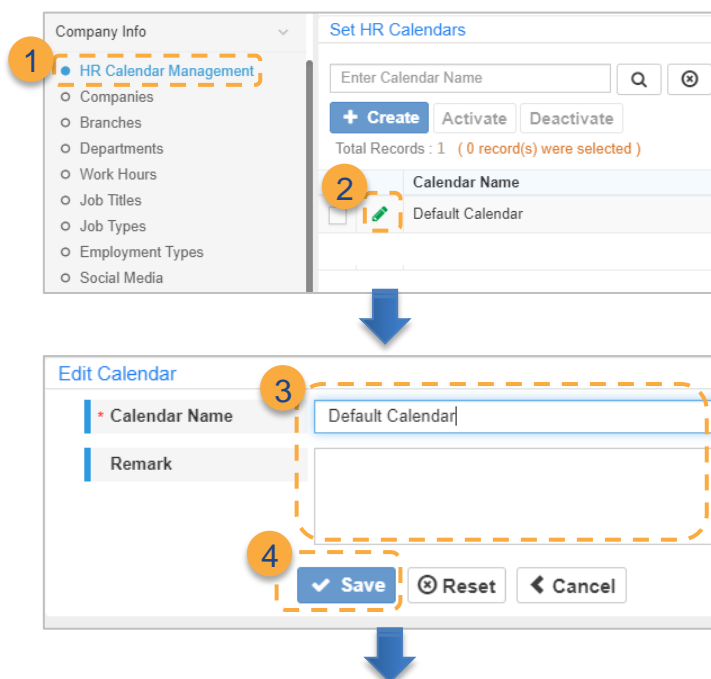 Company Info
Set HR Calendars
1
HR Calendar Management
Enter Calendar Name
Companies
Branches
+ Create Activate Deactivate
Departments
Total Records : 1 ( 0 record(s) were selected )
Work Hours
2
Calendar Name
Job Titles
Default Calendar
Job Types
Employment Types
Social Media
Edit Calendar
3
* Calendar Name
Default Calendar
Remark
4
Save Reset Cancel